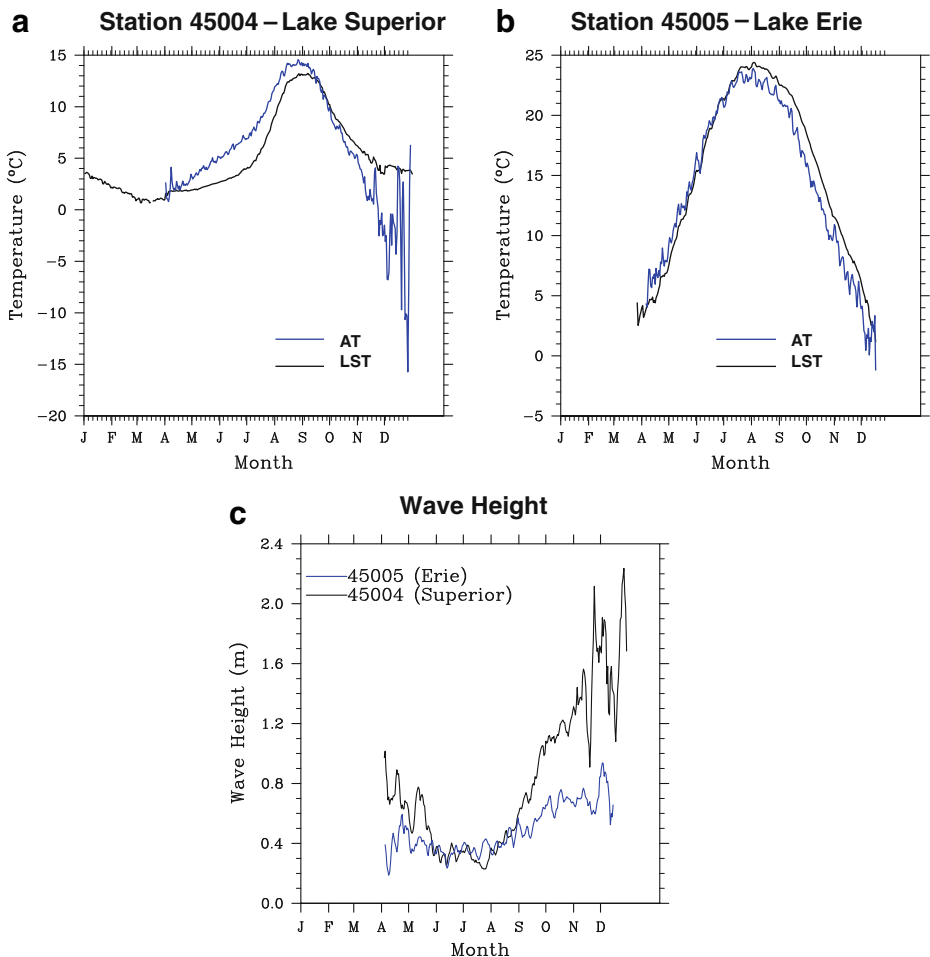 a Station 45004 – Lake Superior
15
10
5
0
−5
−10
−15
−20
Temperature (°C)
AT
LST
J F M A M J J A S O N D
Month
b Station 45005 – Lake Erie
25
20
15
10
5
0
−5
Temperature (°C)
AT
LST
J F M A M J J A S O N D
Month
c Wave Height
2.4
2.0
1.6
1.2
0.8
0.4
0.0
Wave Height (m)
45005 (Erie)
45004 (Superior)
J F M A M J J A S O N D
Month